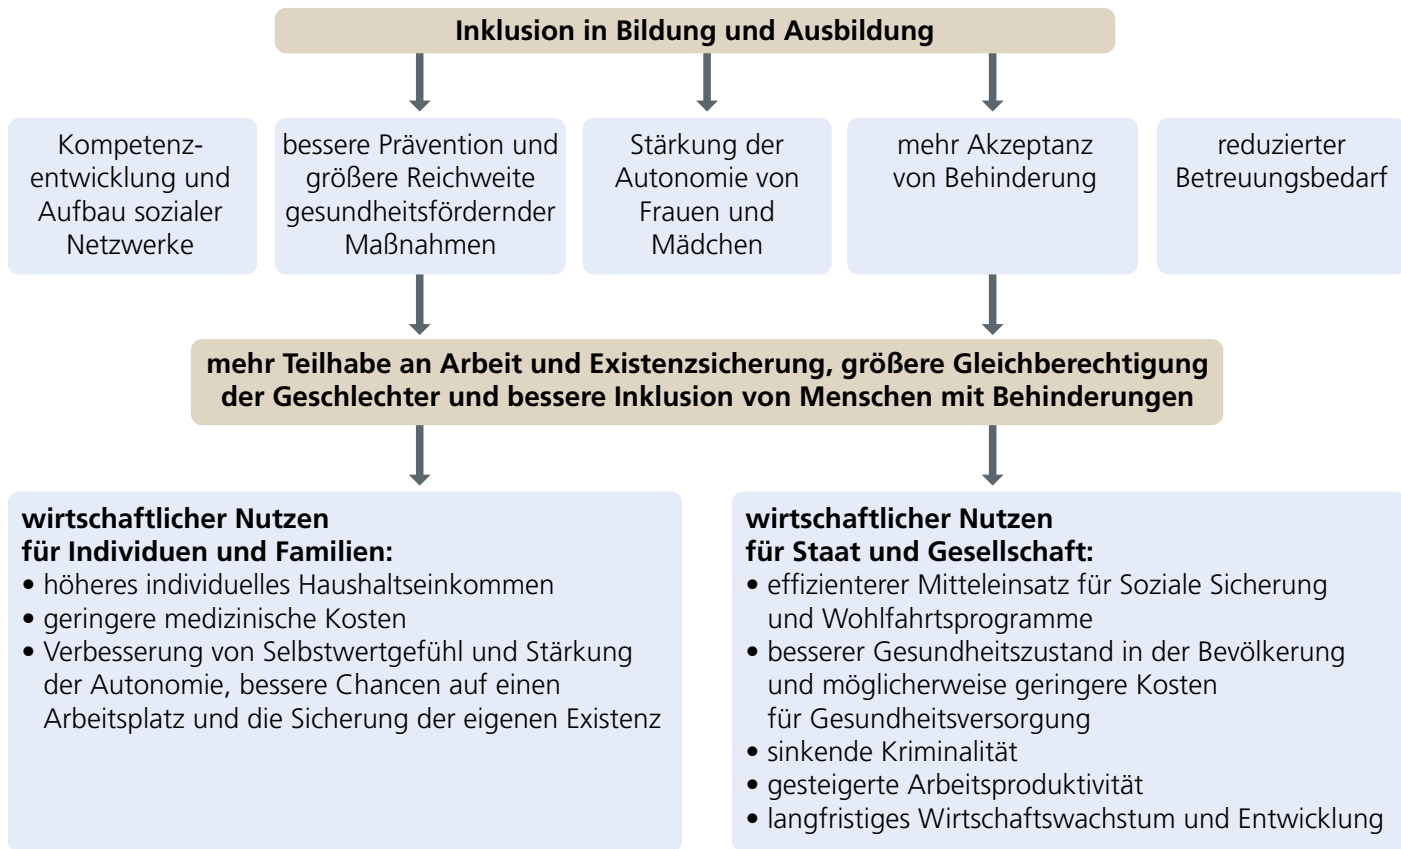 Inklusion in Bildung und Ausbildung
Kompetenz-
entwicklung und
Aufbau sozialer
Netzwerke
bessere Prävention und
größere Reichweite
gesundheitsfördernder
Maßnahmen
Stärkung der
Autonomie von
Frauen und
Mädchen
mehr Akzeptanz
von Behinderung
reduzierter
Betreuungsbedarf
mehr Teilhabe an Arbeit und Existenzsicherung, größere Gleichberechtigung
der Geschlechter und bessere Inklusion von Menschen mit Behinderungen
wirtschaftlicher Nutzen
für Individuen und Familien:
• höheres individuelles Haushaltseinkommen
• geringere medizinische Kosten
• Verbesserung von Selbstwertgefühl und Stärkung
der Autonomie, bessere Chancen auf einen
Arbeitsplatz und die Sicherung der eigenen Existenz
wirtschaftlicher Nutzen
für Staat und Gesellschaft:
• effizienterer Mitteleinsatz für Soziale Sicherung
und Wohlfahrtsprogramme
• besserer Gesundheitszustand in der Bevölkerung
und möglicherweise geringere Kosten
für Gesundheitsversorgung
• sinkende Kriminalität
• gesteigerte Arbeitsproduktivität
• langfristiges Wirtschaftswachstum und Entwicklung